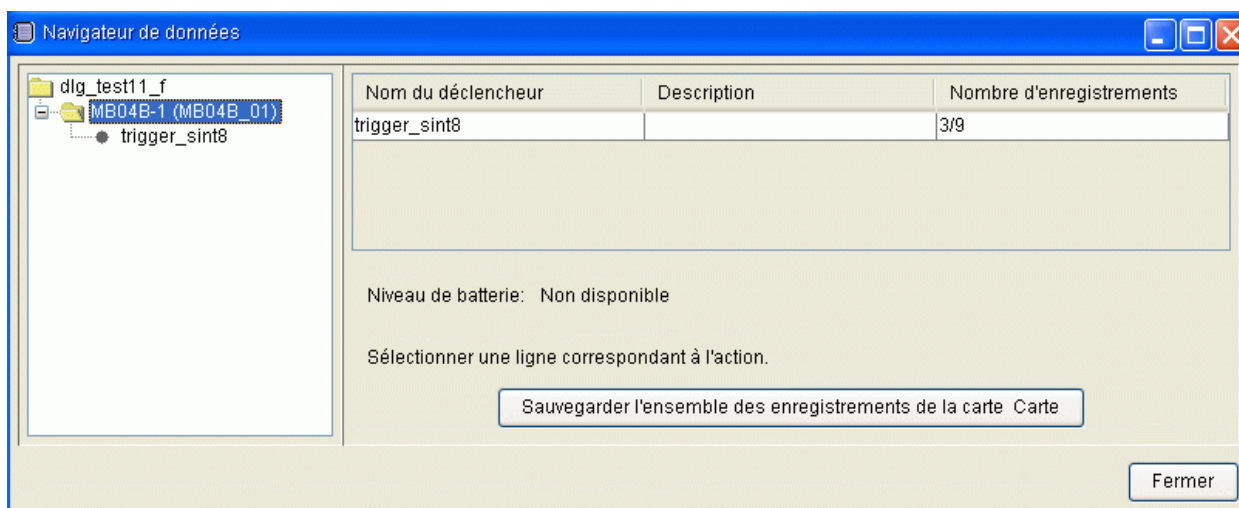 Navigateur de données
dlg_test11_f
MB04B-1 (MB04B_01)
trigger_sint8
Nom du déclencheur Description Nombre d'enregistrements
trigger_sint8 3/9
Niveau de batterie: Non disponible
Sélectionner une ligne correspondant à l'action.
Sauvegarder l'ensemble des enregistrements de la carte Carte
Fermer